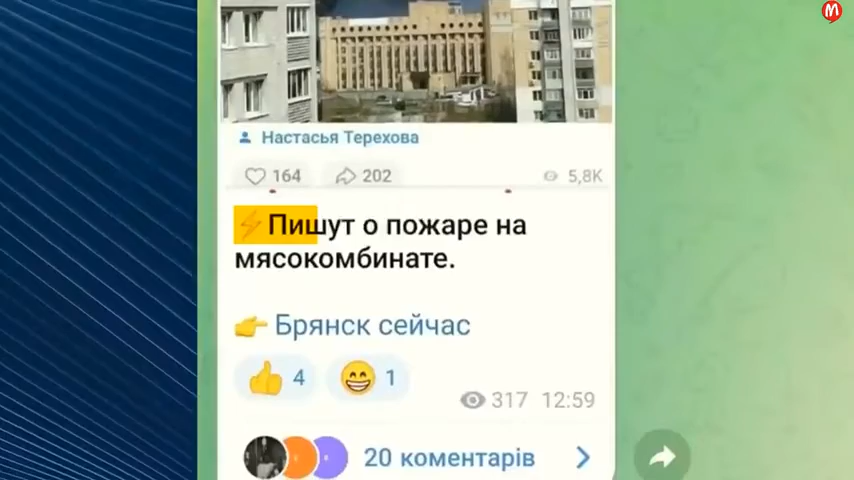 M
Настасья Терехова
164
202
5,8K
⚡Пишут о пожаре на
мясокомбинате.
👉 Брянск сейчас
👍 4
😁 1
317 12:59
20 коментарів